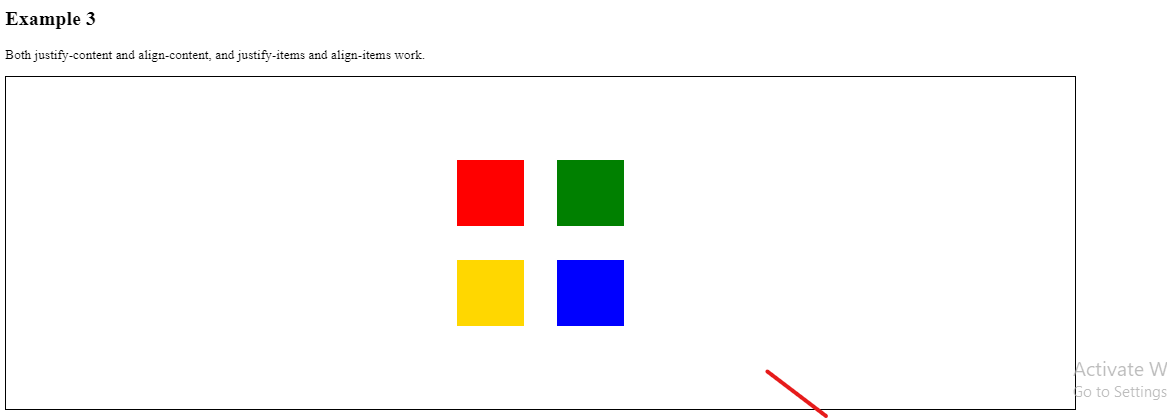 Example 3
Both justify-content and align-content, and justify-items and align-items work.
Activate W
Go to Settings